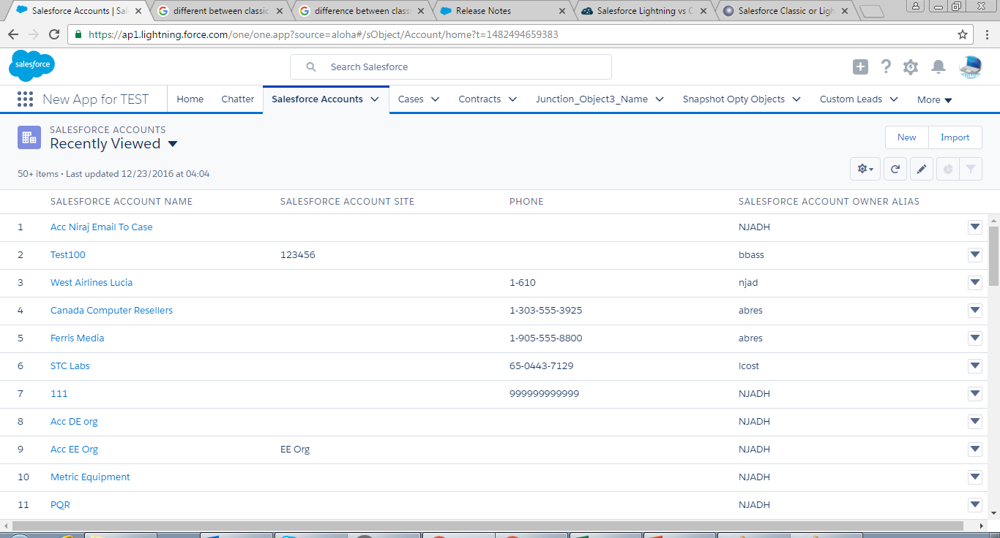 Salesforce Accounts | Sal
different between classic
difference between class
Release Notes
Salesforce Lightning vs C
Salesforce Classic or Ligh
https://ap1.lightning.force.com/one/one.app?source=aloha#/sObject/Account/home?t=1482494659383
salesforce
Search Salesforce
New App for TEST
Home
Chatter
Salesforce Accounts
Cases
Contracts
Junction_Object3_Name
Snapshot Opty Objects
Custom Leads
More
SALESFORCE ACCOUNTS
Recently Viewed
New
Import
50+ items • Last updated 12/23/2016 at 04:04
SALESFORCE ACCOUNT NAME SALESFORCE ACCOUNT SITE PHONE SALESFORCE ACCOUNT OWNER ALIAS
1 Acc Niraj Email To Case NJADH
2 Test100 123456 bbass
3 West Airlines Lucia 1-610 njad
4 Canada Computer Resellers 1-303-555-3925 abres
5 Ferris Media 1-905-555-8800 abres
6 STC Labs 65-0443-7129 lcost
7 111 999999999999 NJADH
8 Acc DE org NJADH
9 Acc EE Org EE Org NJADH
10 Metric Equipment NJADH
11 PQR NJADH